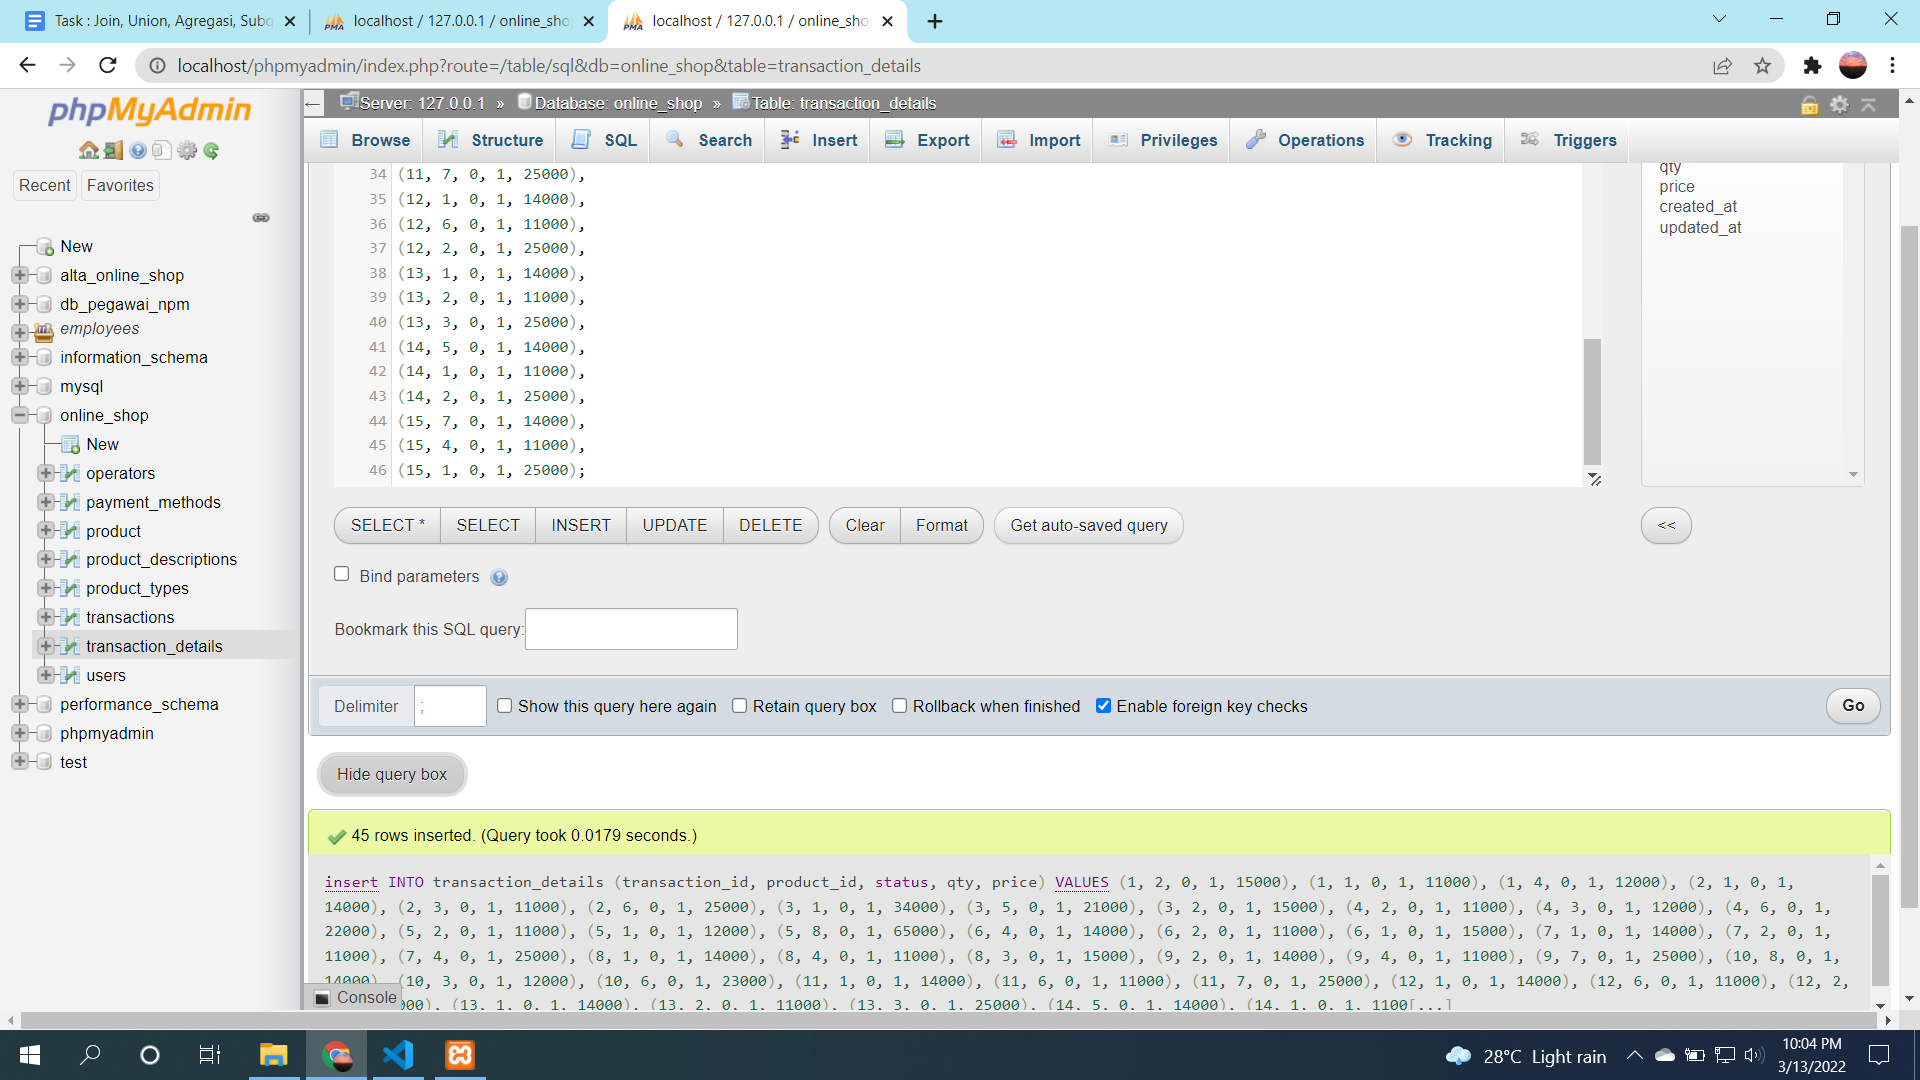 Task : Join, Union, Agregasi, Subq
localhost / 127.0.0.1 / online_sho
localhost / 127.0.0.1 / online_sho
localhost/phpmyadmin/index.php?route=/table/sql&db=online_shop&table=transaction_details
phpMyAdmin
Recent
Favorites
New
alta_online_shop
db_pegawai_npm
employees
information_schema
mysql
online_shop
New
operators
payment_methods
product
product_descriptions
product_types
transactions
transaction_details
users
performance_schema
phpmyadmin
test
Server: 127.0.0.1 » Database: online_shop » Table: transaction_details
Browse Structure SQL Search Insert Export Import Privileges Operations Tracking Triggers
34 (11, 7, 0, 1, 25000),
35 (12, 1, 0, 1, 14000),
36 (12, 6, 0, 1, 11000),
37 (12, 2, 0, 1, 25000),
38 (13, 1, 0, 1, 14000),
39 (13, 2, 0, 1, 11000),
40 (13, 3, 0, 1, 25000),
41 (14, 5, 0, 1, 14000),
42 (14, 1, 0, 1, 11000),
43 (14, 2, 0, 1, 25000),
44 (15, 7, 0, 1, 14000),
45 (15, 4, 0, 1, 11000),
46 (15, 1, 0, 1, 25000);
qty
price
created_at
updated_at
SELECT * SELECT INSERT UPDATE DELETE Clear Format Get auto-saved query <<
Bind parameters
Bookmark this SQL query:
Delimiter ; Show this query here again Retain query box Rollback when finished Enable foreign key checks Go
Hide query box
45 rows inserted. (Query took 0.0179 seconds.)
insert INTO transaction_details (transaction_id, product_id, status, qty, price) VALUES (1, 2, 0, 1, 15000), (1, 1, 0, 1, 11000), (1, 4, 0, 1, 12000), (2, 1, 0, 1,
14000), (2, 3, 0, 1, 11000), (2, 6, 0, 1, 25000), (3, 1, 0, 1, 34000), (3, 5, 0, 1, 21000), (3, 2, 0, 1, 15000), (4, 2, 0, 1, 11000), (4, 3, 0, 1, 12000), (4, 6, 0, 1,
22000), (5, 2, 0, 1, 11000), (5, 1, 0, 1, 12000), (5, 8, 0, 1, 65000), (6, 4, 0, 1, 14000), (6, 2, 0, 1, 11000), (6, 1, 0, 1, 15000), (7, 1, 0, 1, 14000), (7, 2, 0, 1,
11000), (7, 4, 0, 1, 25000), (8, 1, 0, 1, 14000), (8, 4, 0, 1, 11000), (8, 3, 0, 1, 15000), (9, 2, 0, 1, 14000), (9, 4, 0, 1, 11000), (9, 7, 0, 1, 25000), (10, 8, 0, 1,
14000), (10, 3, 0, 1, 12000), (10, 6, 0, 1, 23000), (11, 1, 0, 1, 14000), (11, 6, 0, 1, 11000), (11, 7, 0, 1, 25000), (12, 1, 0, 1, 14000), (12, 6, 0, 1, 11000), (12, 2,
000), (13, 1, 0, 1, 14000), (13, 2, 0, 1, 11000), (13, 3, 0, 1, 25000), (14, 5, 0, 1, 14000), (14, 1, 0, 1, 1100[...]
Console
28°C Light rain
10:04 PM
3/13/2022